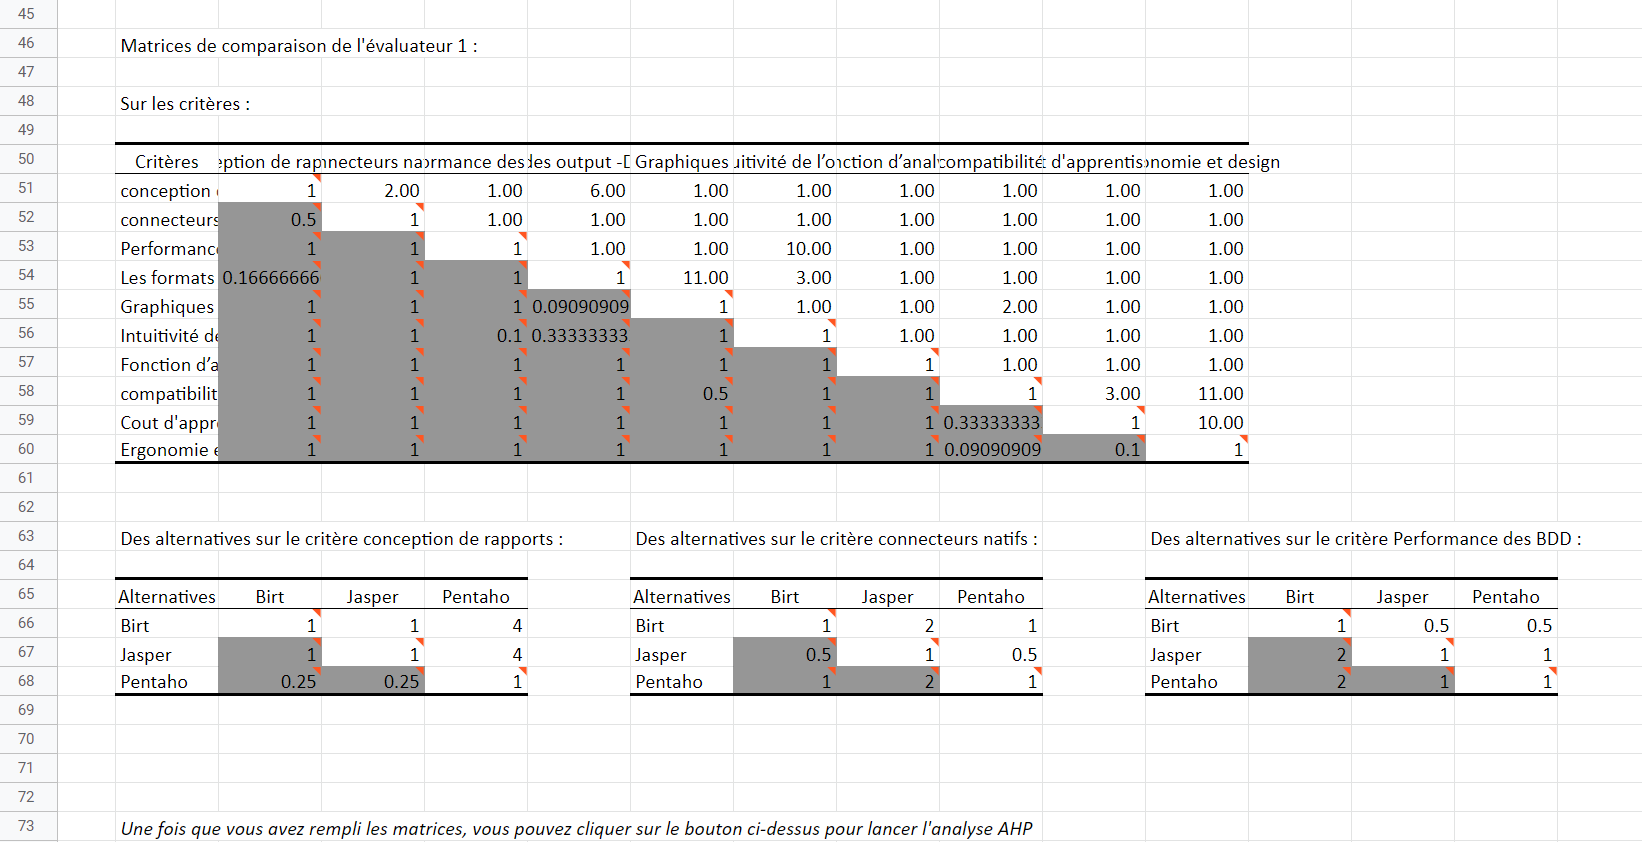 45
46 Matrices de comparaison de l'évaluateur 1 :
47
48 Sur les critères :
49
50 Critères eption de rap nnecteurs na ormance des des output -D Graphiques uitivité de l’o nction d’analy compatibilité t d'apprentis onomie et design
51 conception 1 2.00 1.00 6.00 1.00 1.00 1.00 1.00 1.00 1.00
52 connecteurs 0.5 1 1.00 1.00 1.00 1.00 1.00 1.00 1.00 1.00
53 Performanc 1 1 1 1.00 1.00 10.00 1.00 1.00 1.00 1.00
54 Les formats 0.16666666 1 1 1 11.00 3.00 1.00 1.00 1.00 1.00
55 Graphiques 1 1 1 0.09090909 1 1.00 1.00 2.00 1.00 1.00
56 Intuitivité de 1 1 0.1 0.33333333 1 1 1.00 1.00 1.00 1.00
57 Fonction d’a 1 1 1 1 1 1 1 1.00 1.00 1.00
58 compatibilit 1 1 1 1 0.5 1 1 1 3.00 11.00
59 Cout d'appr 1 1 1 1 1 1 1 0.33333333 1 10.00
60 Ergonomie e 1 1 1 1 1 1 1 0.09090909 0.1 1
61
62
63 Des alternatives sur le critère conception de rapports : Des alternatives sur le critère connecteurs natifs : Des alternatives sur le critère Performance des BDD :
64
65 Alternatives Birt Jasper Pentaho Alternatives Birt Jasper Pentaho Alternatives Birt Jasper Pentaho
66 Birt 1 1 4 Birt 1 2 1 Birt 1 0.5 0.5
67 Jasper 1 1 4 Jasper 0.5 1 0.5 Jasper 2 1 1
68 Pentaho 0.25 0.25 1 Pentaho 1 2 1 Pentaho 2 1 1
69
70
71
72
73 Une fois que vous avez rempli les matrices, vous pouvez cliquer sur le bouton ci-dessus pour lancer l'analyse AHP